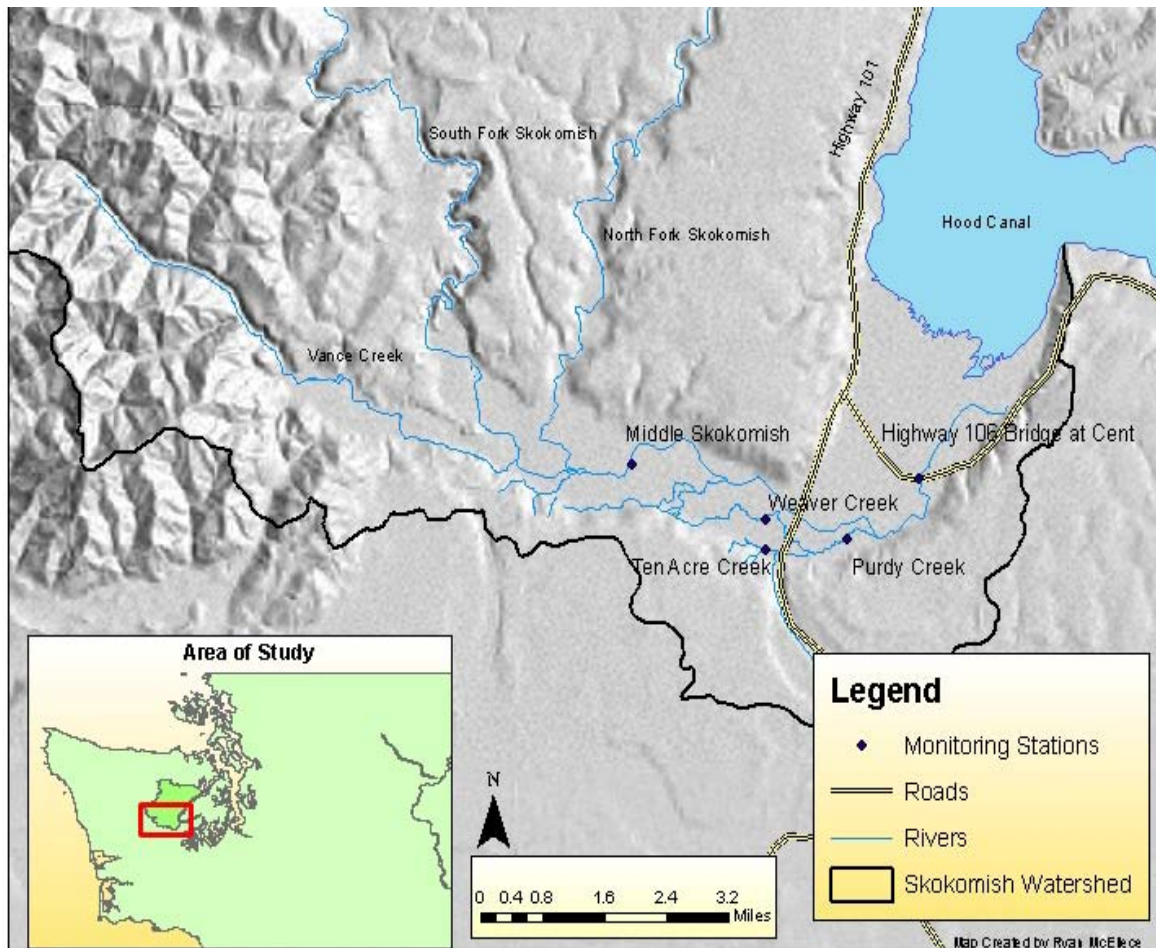 Highway 101
South Fork Skokomish
Hood Canal
North Fork Skokomish
Vance Creek
Middle Skokomish
Highway 106 Bridge at Cent
Weaver Creek
Ten Acre Creek
Purdy Creek
Area of Study
N
0 0.4 0.8 1.6 2.4 3.2
Miles
Legend
Monitoring Stations
Roads
Rivers
Skokomish Watershed
Map Created by Ryan McEllece